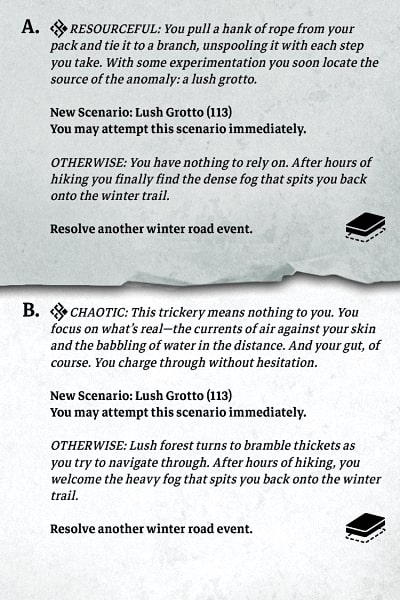 A. RESOURCEFUL: You pull a hank of rope from your
pack and tie it to a branch, unspooling it with each step
you take. With some experimentation you soon locate the
source of the anomaly: a lush grotto.
New Scenario: Lush Grotto (113)
You may attempt this scenario immediately.
OTHERWISE: You have nothing to rely on. After hours of
hiking you finally find the dense fog that spits you back
onto the winter trail.
Resolve another winter road event.
B. CHAOTIC: This trickery means nothing to you. You
focus on what's real—the currents of air against your skin
and the babbling of water in the distance. And your gut, of
course. You charge through without hesitation.
New Scenario: Lush Grotto (113)
You may attempt this scenario immediately.
OTHERWISE: Lush forest turns to bramble thickets as
you try to navigate through. After hours of hiking, you
welcome the heavy fog that spits you back onto the winter
trail.
Resolve another winter road event.